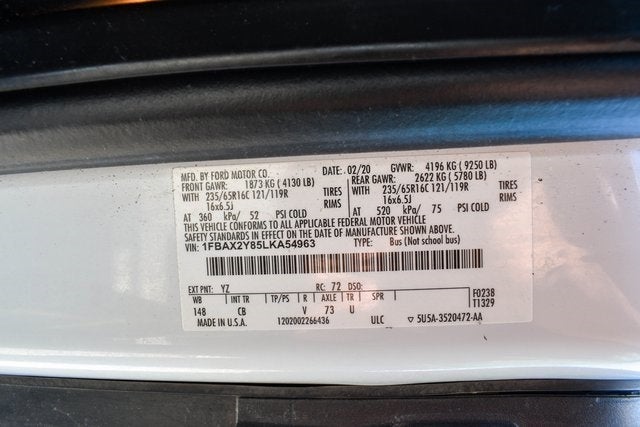 MFD. BY FORD MOTOR CO. DATE: 02/20 GVWR: 4196 KG ( 9250 LB)
FRONT GAWR: 1873 KG ( 4130 LB) REAR GAWR: 2622 KG ( 5780 LB)
WITH 235/65R16C 121/119R TIRES WITH 235/65R16C 121/119R TIRES
16x6.5J RIMS 16x6.5J RIMS
AT 360 kPa/ 52 PSI COLD AT 520 kPa/ 75 PSI COLD
THIS VEHICLE CONFORMS TO ALL APPLICABLE FEDERAL MOTOR VEHICLE
SAFETY STANDARDS IN EFFECT ON THE DATE OF MANUFACTURE SHOWN ABOVE.
VIN: 1FBAX2Y85LKA54963 TYPE: Bus (Not school bus)
EXT PNT: YZ RC: 72 DSO:
WB INT TR TP/PS R AXLE TR SPR F0238
148 CB V 73 U T1329
MADE IN U.S.A. 1202002266436 ULC ▽ 5U5A-3520472-AA